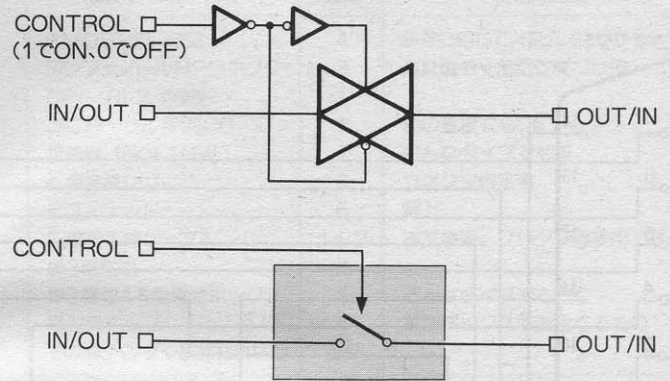 CONTROL
(1でON、0でOFF)
IN/OUT
OUT/IN
CONTROL
IN/OUT
OUT/IN